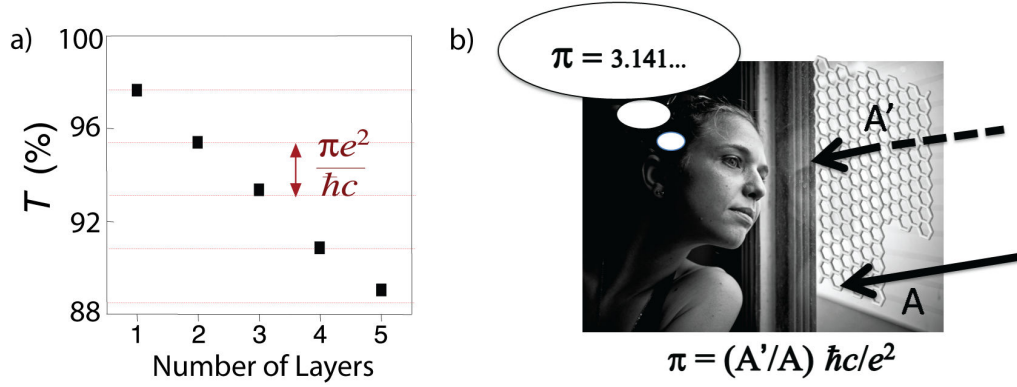 a)
100
96
92
88
T (%)
πe²
ħc
1 2 3 4 5
Number of Layers
b)
π = 3.141...
A'
A
π = (A'/A) ħc/e²